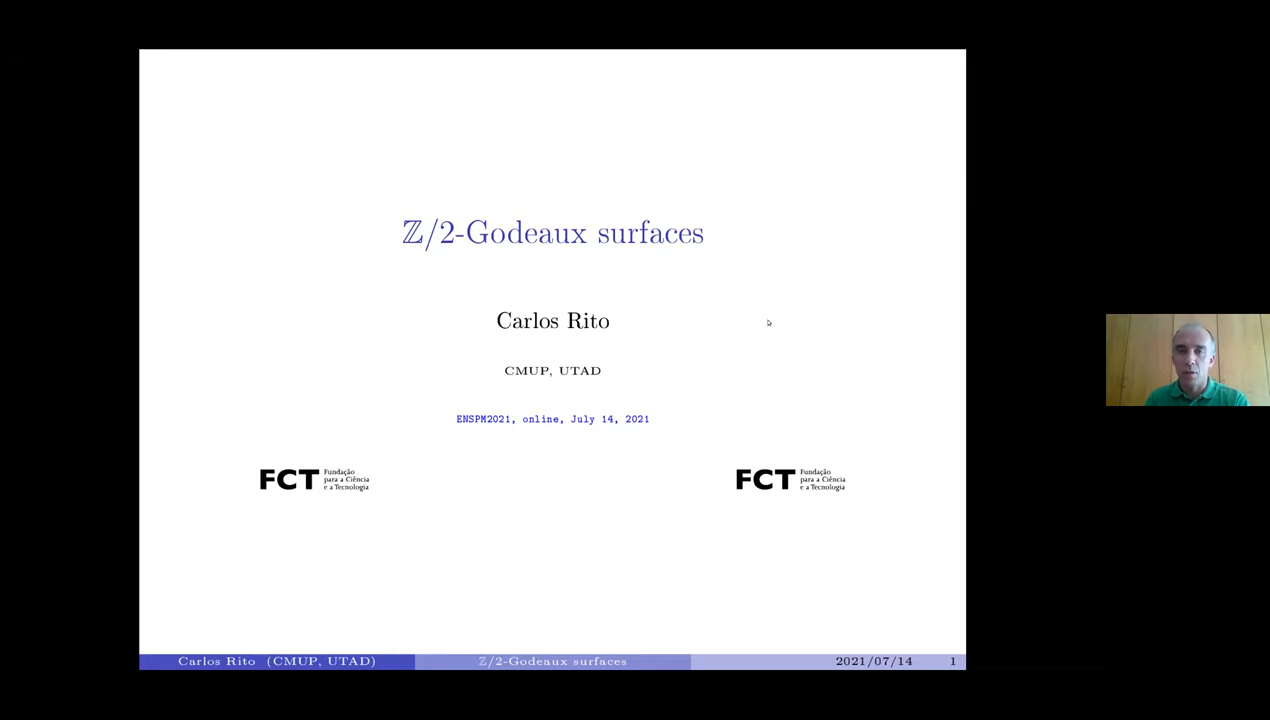 ℤ/2-Godeaux surfaces
Carlos Rito
CMUP, UTAD
ENSPM2021, online, July 14, 2021
FCT Fundação
para a Ciência
e a Tecnologia
FCT Fundação
para a Ciência
e a Tecnologia
Carlos Rito (CMUP, UTAD) ℤ/2-Godeaux surfaces 2021/07/14 1